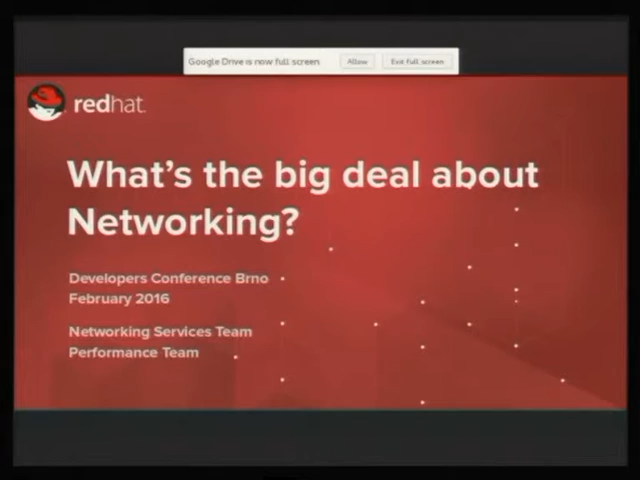 Google Drive is now full screen Allow Exit full screen
redhat.
What's the big deal about
Networking?
Developers Conference Brno
February 2016
Networking Services Team
Performance Team